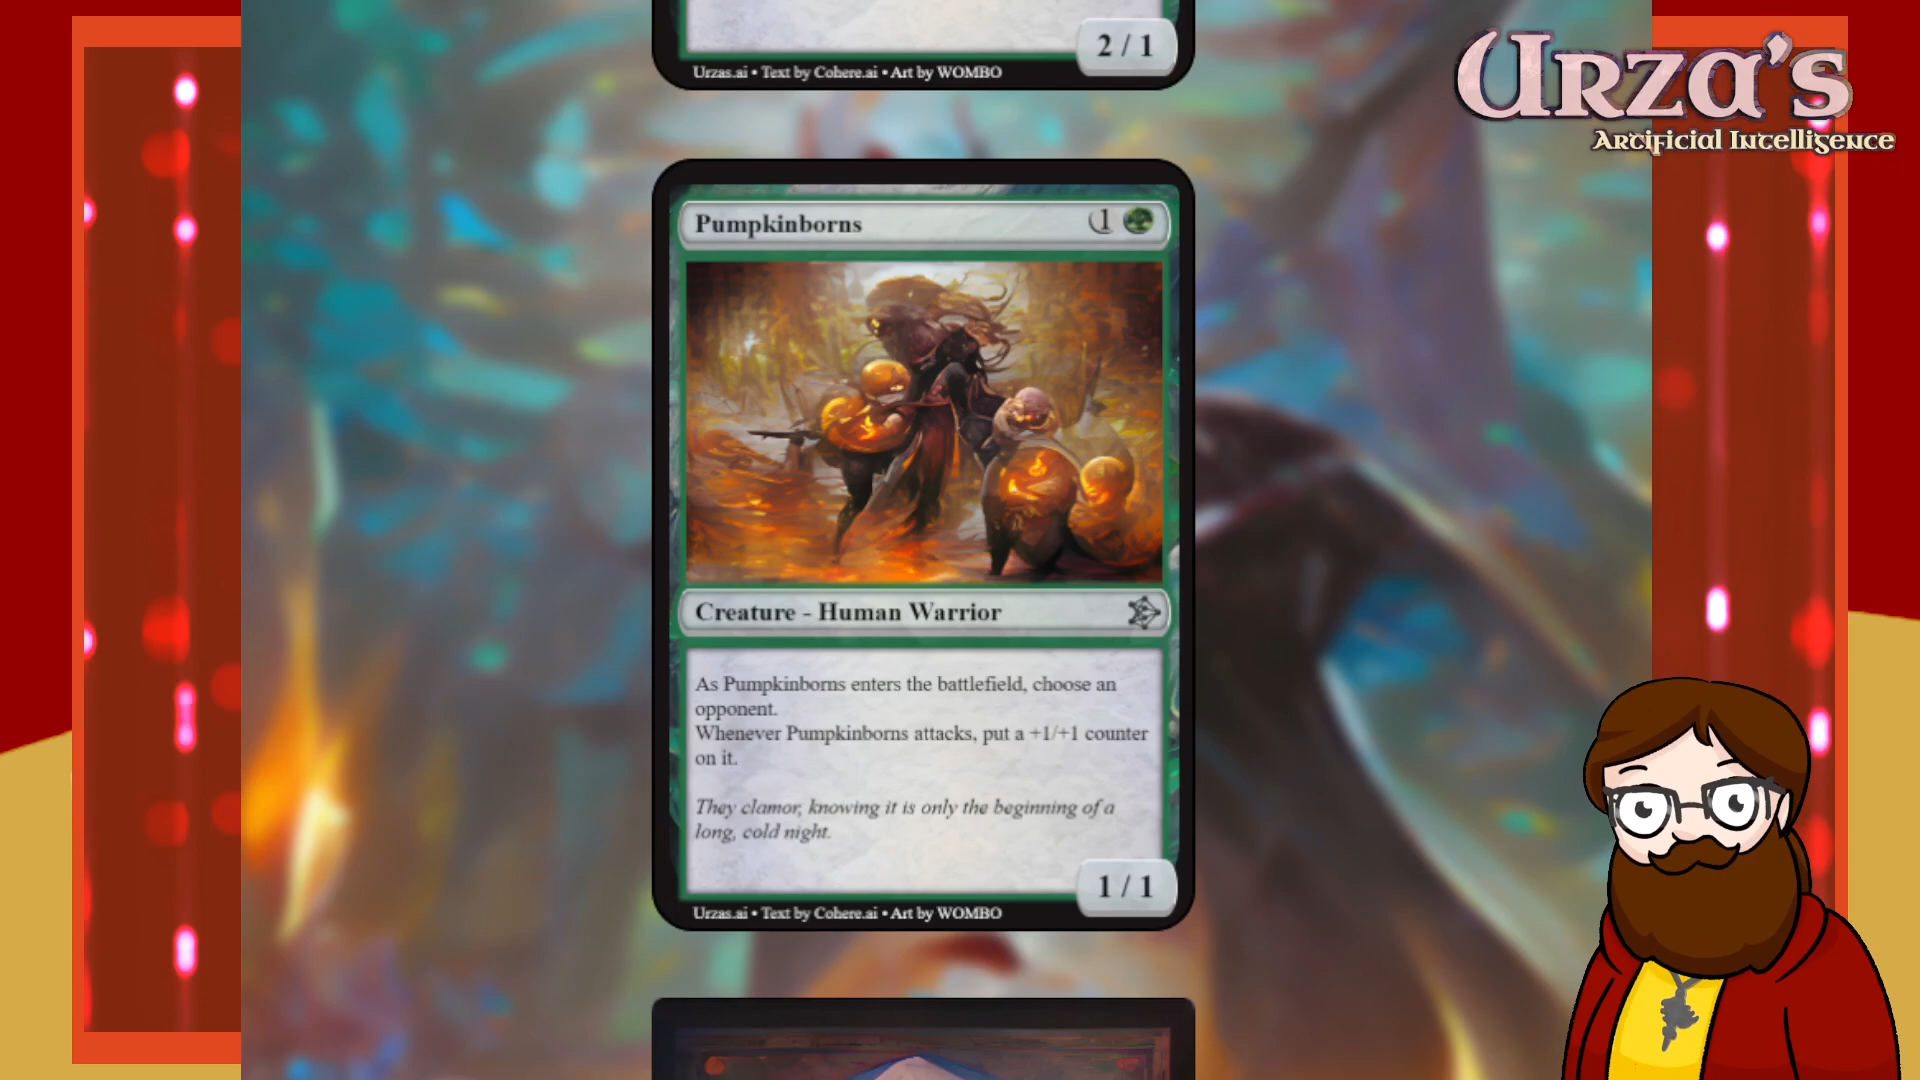 2 / 1
Urzas.ai • Text by Cohere.ai • Art by WOMBO
Urza's
Artificial Intelligence
Pumpkinborns 1
Creature - Human Warrior
As Pumpkinborns enters the battlefield, choose an
opponent.
Whenever Pumpkinborns attacks, put a +1/+1 counter
on it.
They clamor, knowing it is only the beginning of a
long, cold night.
1 / 1
Urzas.ai • Text by Cohere.ai • Art by WOMBO